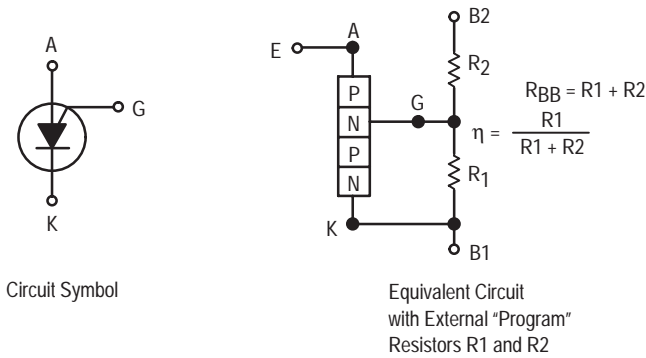 A
G
K
Circuit Symbol
B2
A
E
R2
P
G
RBB = R1 + R2
N
η = R1
R1 + R2
P
R1
N
K
B1
Equivalent Circuit
with External “Program”
Resistors R1 and R2